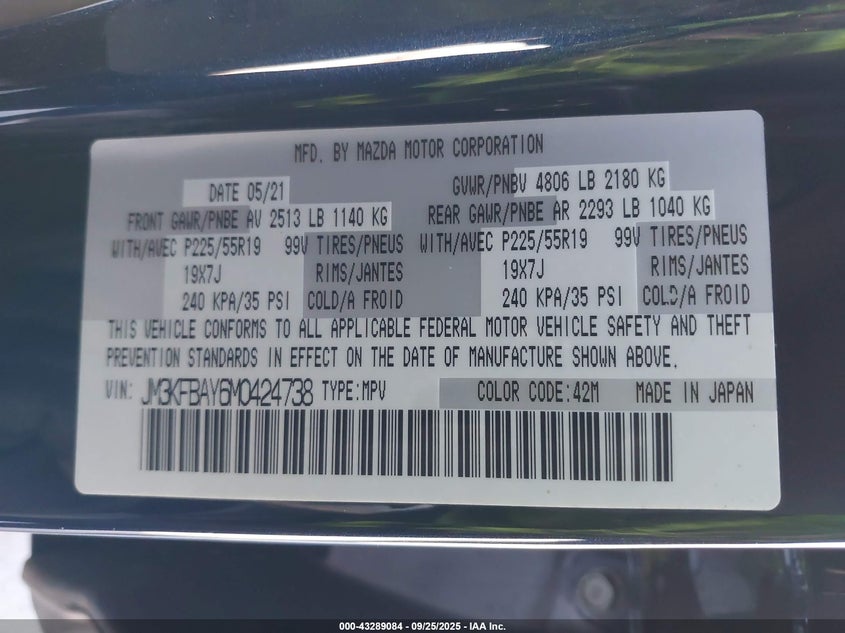 MFD. BY MAZDA MOTOR CORPORATION
DATE 05/21 GVWR/PNBV 4806 LB 2180 KG
FRONT GAWR/PNBE AV 2513 LB 1140 KG REAR GAWR/PNBE AR 2293 LB 1040 KG
WITH/AVEC P225/55R19 99V TIRES/PNEUS WITH/AVEC P225/55R19 99V TIRES/PNEUS
19X7J RIMS/JANTES 19X7J RIMS/JANTES
240 KPA/35 PSI COLD/A FROID 240 KPA/35 PSI COLD/A FROID
THIS VEHICLE CONFORMS TO ALL APPLICABLE FEDERAL MOTOR VEHICLE SAFETY AND THEFT
PREVENTION STANDARDS IN EFFECT ON THE DATE OF MANUFACTURE SHOWN ABOVE.
VIN: JM3KFBAY6M0424738 TYPE:MPV COLOR CODE:42M MADE IN JAPAN
000-43289084 - 09/25/2025 - IAA Inc.